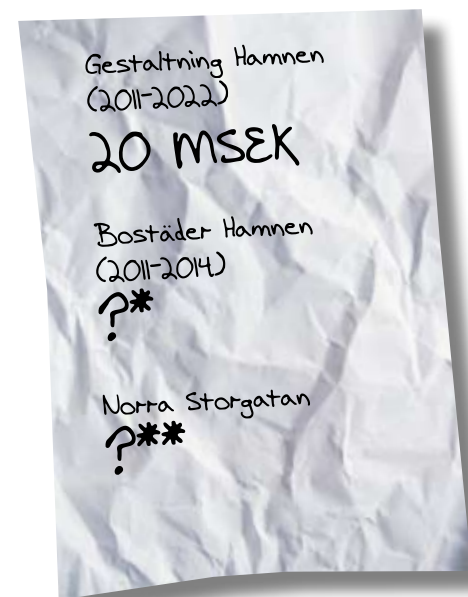 Gestaltning Hamnen
(2011-2022)
20 MSEK
Bostäder Hamnen
(2011-2014)
?*
Norra Storgatan
?**